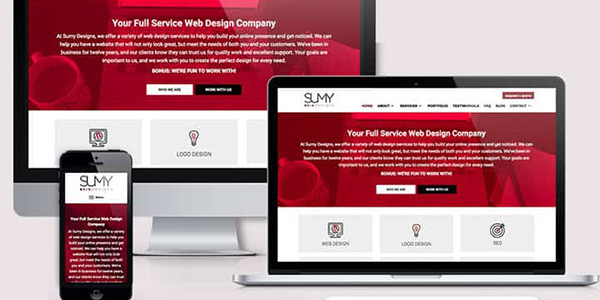 Your Full Service Web Design Company
At Sumy Designs, we offer a variety of web design services to help you build your online presence and get noticed. We can
help you have a website that will not only look great, but meet the needs of both you and your customers. We've been in
business for twelve years, and our clients know they can trust us for quality work and excellent support. Your goals are
important to us, and we work with you to create the perfect design for every need.
BONUS: WE'RE FUN TO WORK WITH!
WHO WE ARE
WORK WITH US
LOGO DESIGN
SUMY
Menu
Your Full Service Web Design
Company
At Sumy Designs, we offer a variety
of web design services to help you
build your online presence and get
noticed. We can help you have a
website that will not only look
great, but meet the needs of both
you and your customers. We've
been in business for twelve years,
and our clients know they can trust
SUMY
REQUEST A QUOTE
HOME ABOUT SERVICES PORTFOLIO TESTIMONIALS FAQ BLOG CONTACT
Your Full Service Web Design Company
At Sumy Designs, we offer a variety of web design services to help you build your online presence and get noticed. We can
help you have a website that will not only look great, but meet the needs of both you and your customers. We've been in
business for twelve years, and our clients know they can trust us for quality work and excellent support. Your goals are
important to us, and we work with you to create the perfect design for every need.
BONUS: WE'RE FUN TO WORK WITH!
WHO WE ARE
WORK WITH US
WEB DESIGN
LOGO DESIGN
SEO